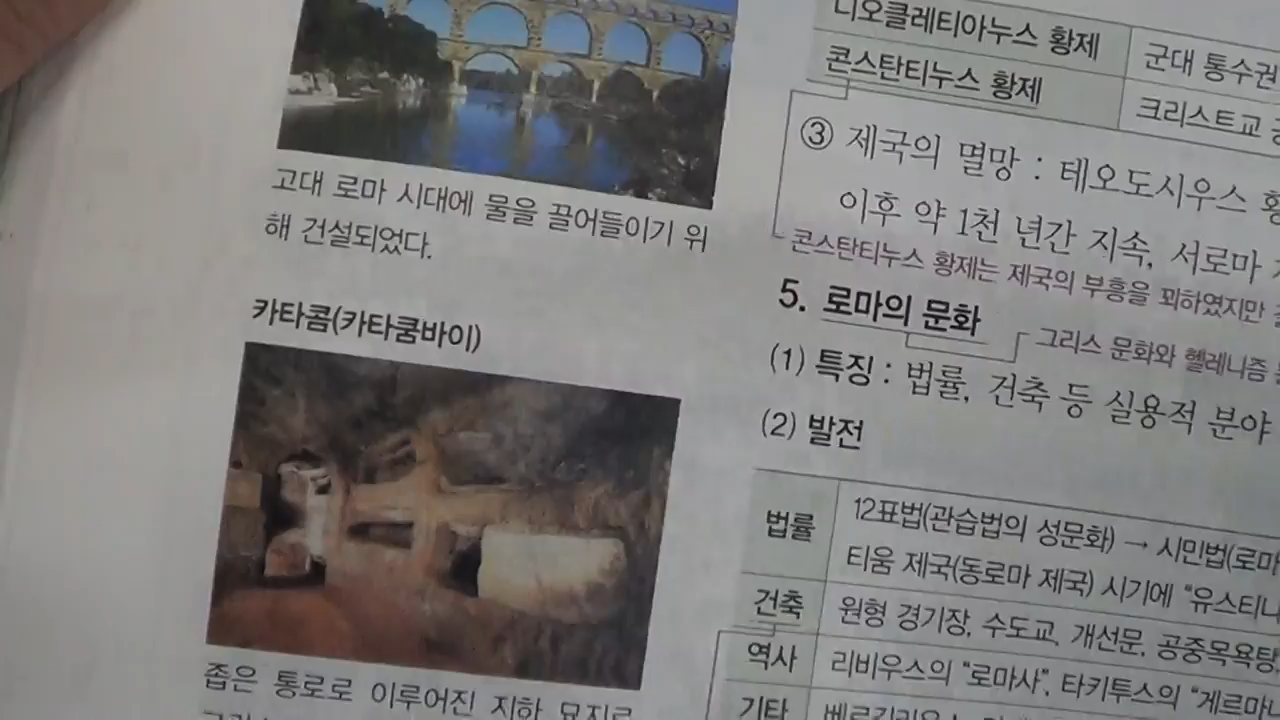 고대 로마 시대에 물을 끌어들이기 위
해 건설되었다.
카타콤(카타쿰바이)
좁은 통로로 이루어진 지하 묘지로
디오클레티아누스 황제 군대 통수권
콘스탄티누스 황제 크리스트교
③ 제국의 멸망 : 테오도시우스
이후 약 1천 년간 지속, 서로마
콘스탄티누스 황제는 제국의 부흥을 꾀하였지만
5. 로마의 문화
그리스 문화와 헬레니즘
(1) 특징 : 법률, 건축 등 실용적 분야
(2) 발전
법률 12표법(관습법의 성문화) → 시민법(로마
티움 제국(동로마 제국) 시기에 "유스티니
건축 원형 경기장, 수도교, 개선문, 공중목욕탕
역사 리비우스의 "로마사", 타키투스의 "게르마니
기타